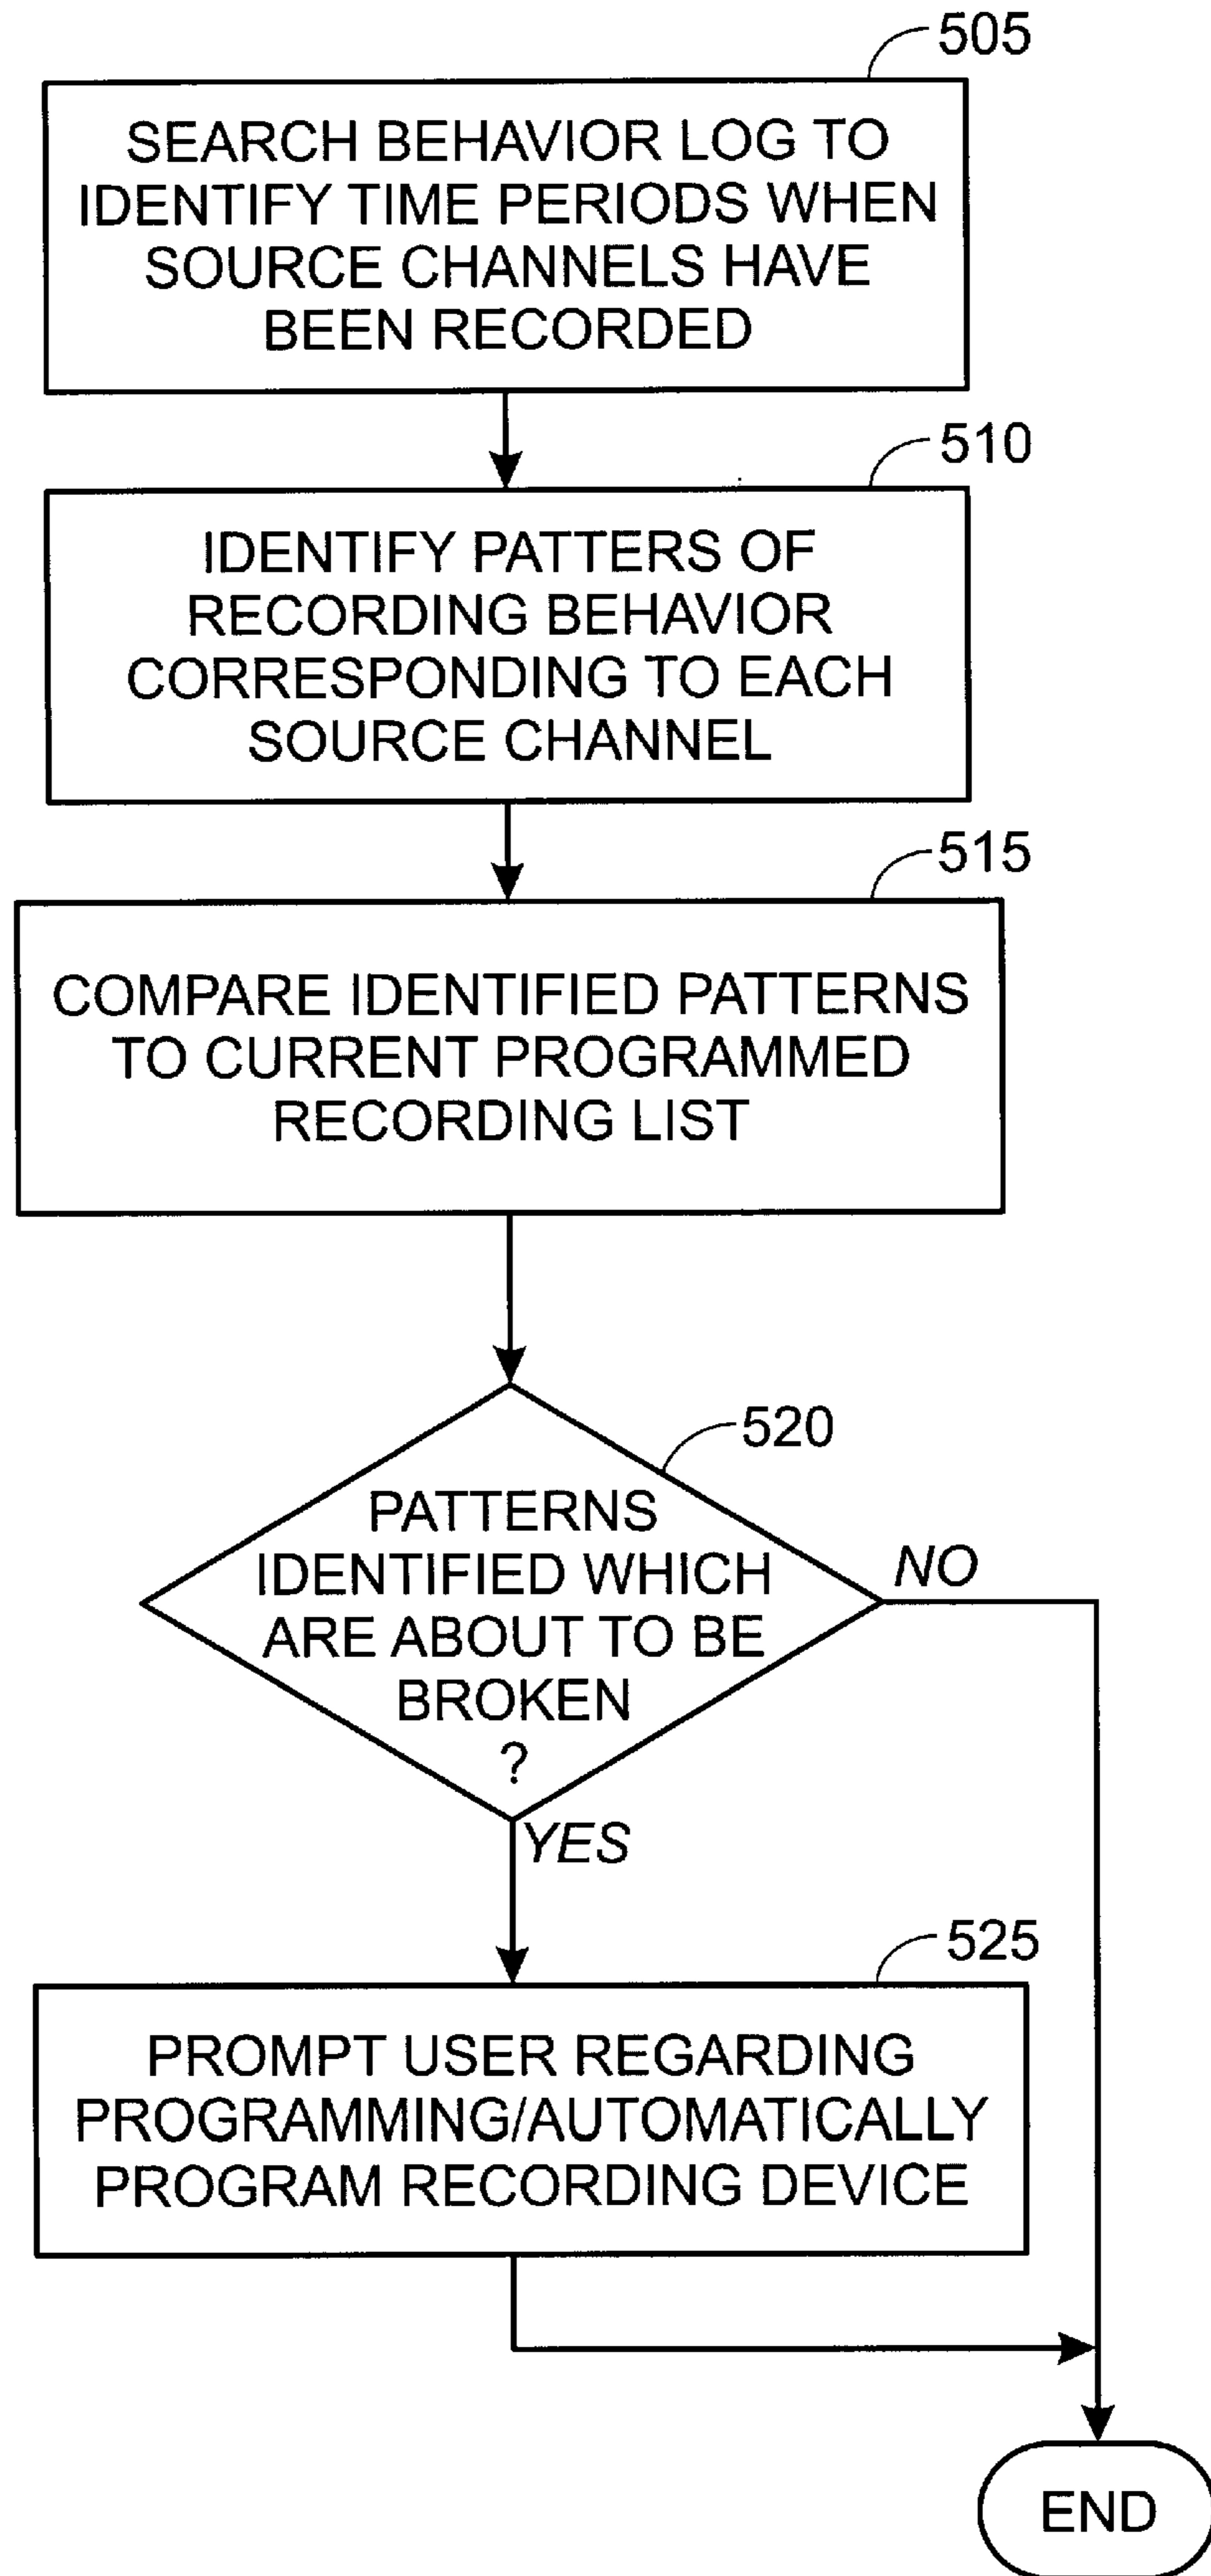 505
SEARCH BEHAVIOR LOG TO
IDENTIFY TIME PERIODS WHEN
SOURCE CHANNELS HAVE
BEEN RECORDED
510
IDENTIFY PATTERS OF
RECORDING BEHAVIOR
CORRESPONDING TO EACH
SOURCE CHANNEL
515
COMPARE IDENTIFIED PATTERNS
TO CURRENT PROGRAMMED
RECORDING LIST
520
PATTERNS
IDENTIFIED WHICH
ARE ABOUT TO BE
BROKEN
?
NO
YES
525
PROMPT USER REGARDING
PROGRAMMING/AUTOMATICALLY
PROGRAM RECORDING DEVICE
END